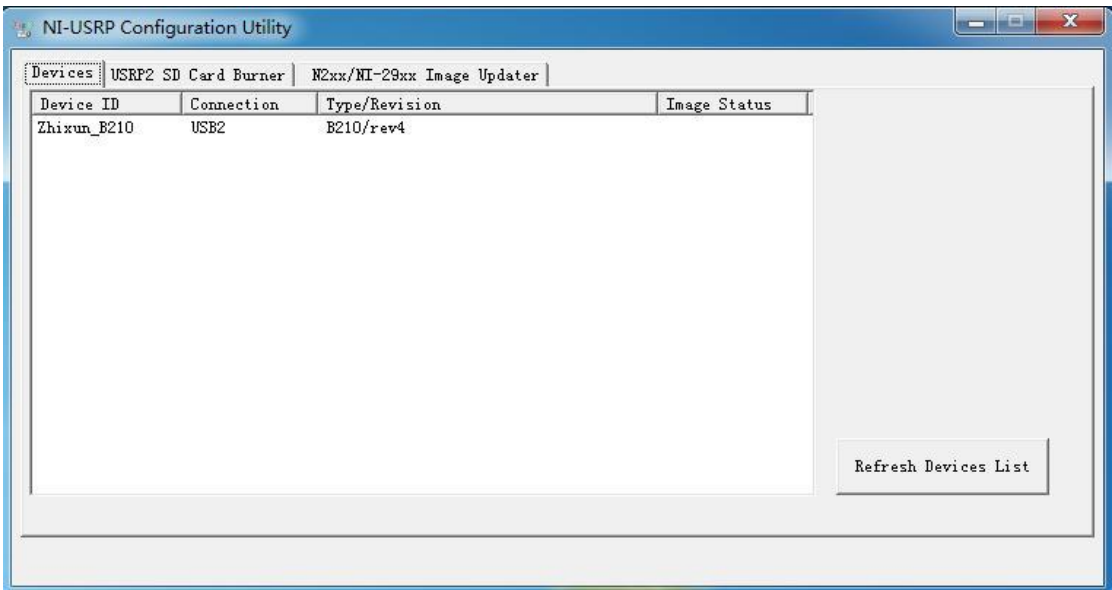 NI-USRP Configuration Utility
Devices USRP2 SD Card Burner N2xx/NI-29xx Image Updater
Device ID Connection Type/Revision Image Status
Zhixun_B210 USB2 B210/rev4
Refresh Devices List